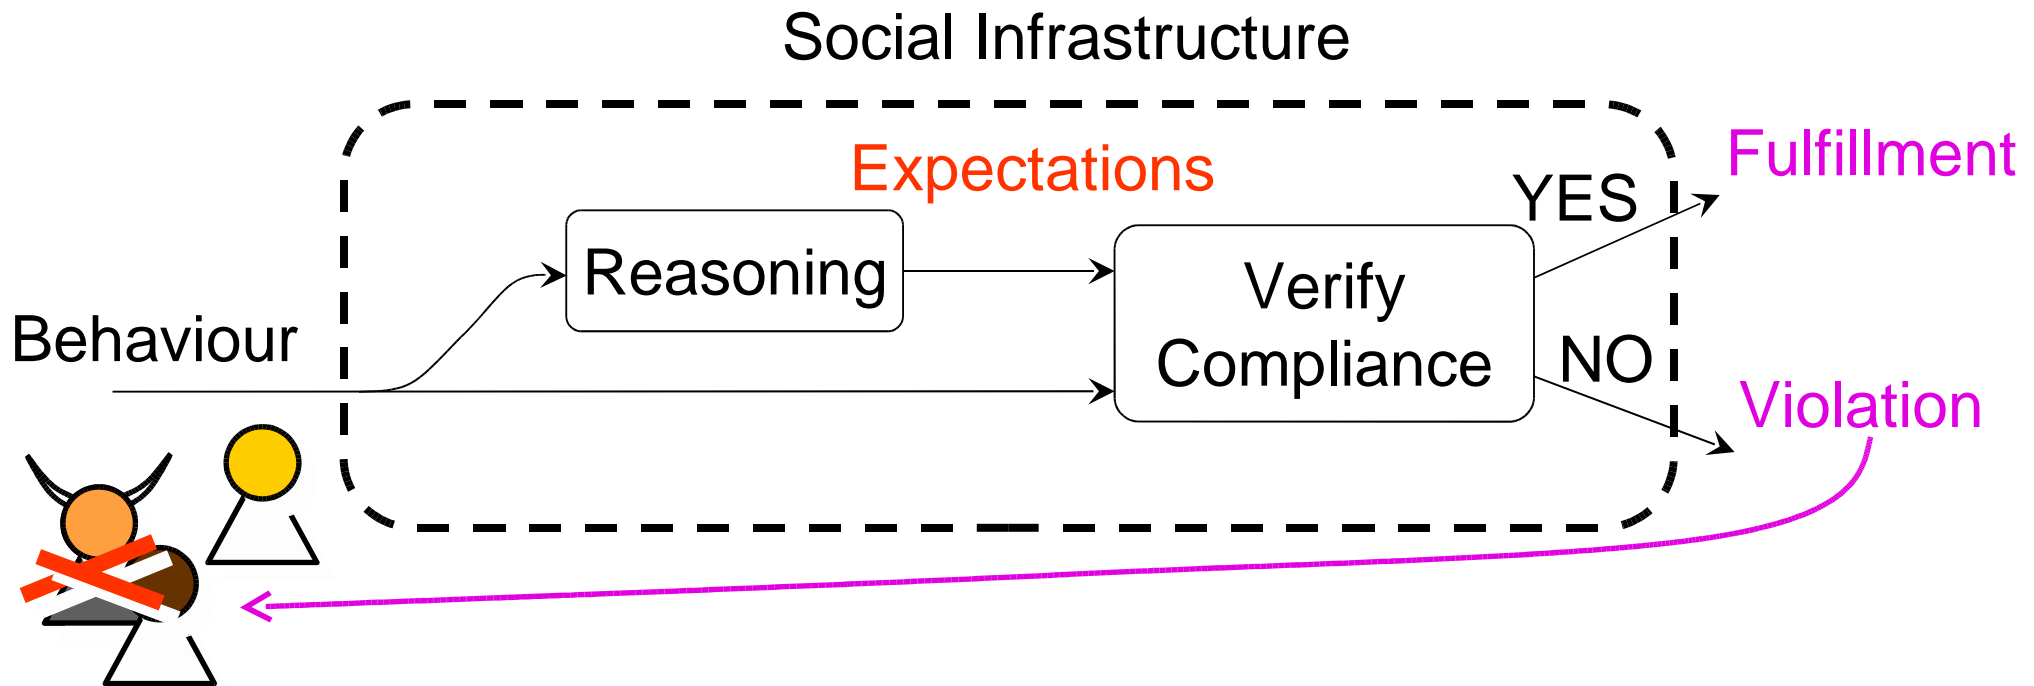 Social Infrastructure
Expectations
Fulfillment
YES
Reasoning
Verify
Compliance
Behaviour
NO
Violation